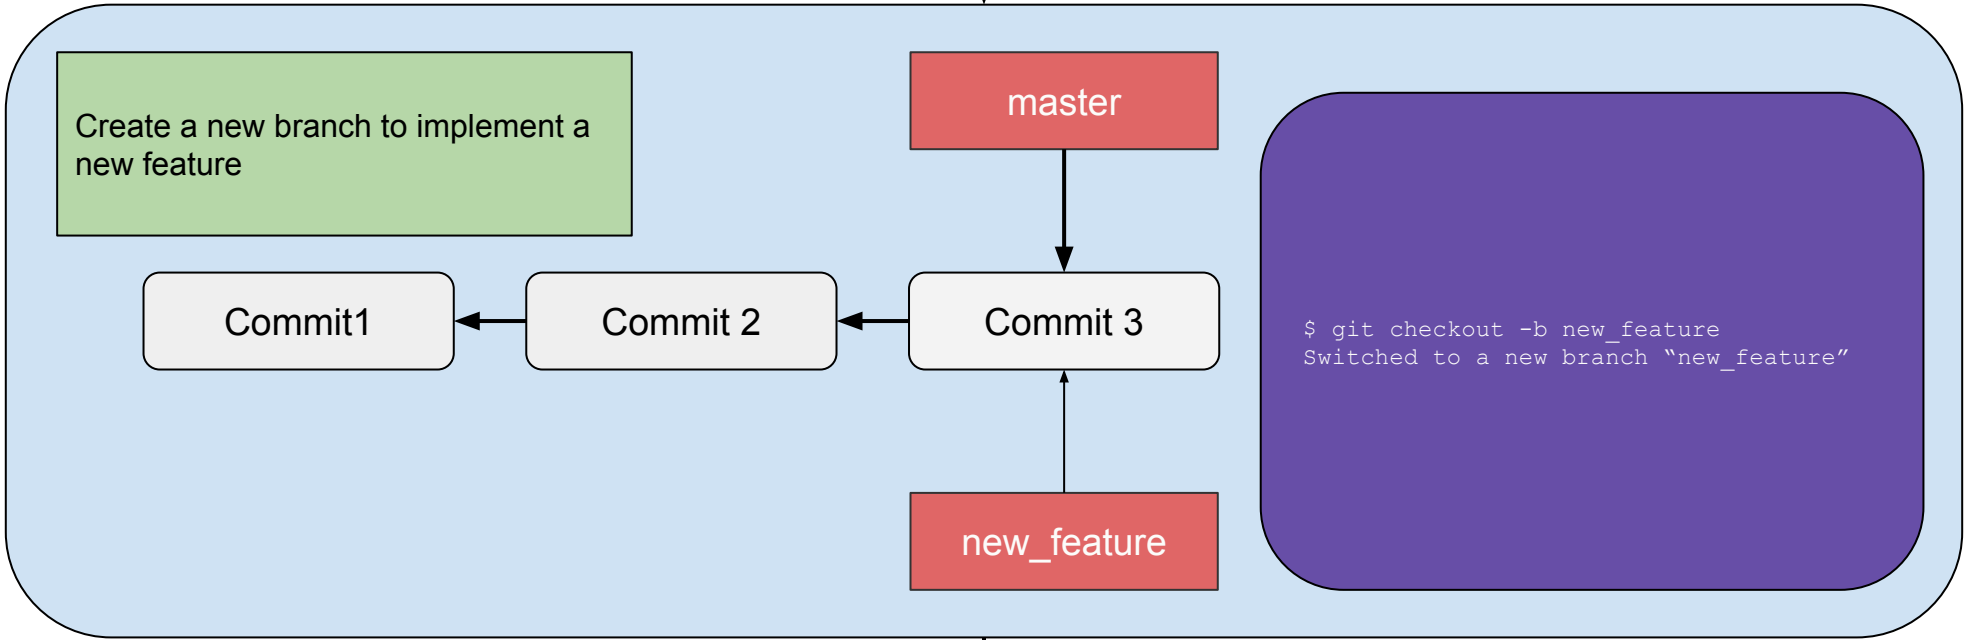 Create a new branch to implement a
new feature
master
Commit1
Commit 2
Commit 3
new_feature
$ git checkout -b new_feature
Switched to a new branch “new_feature”